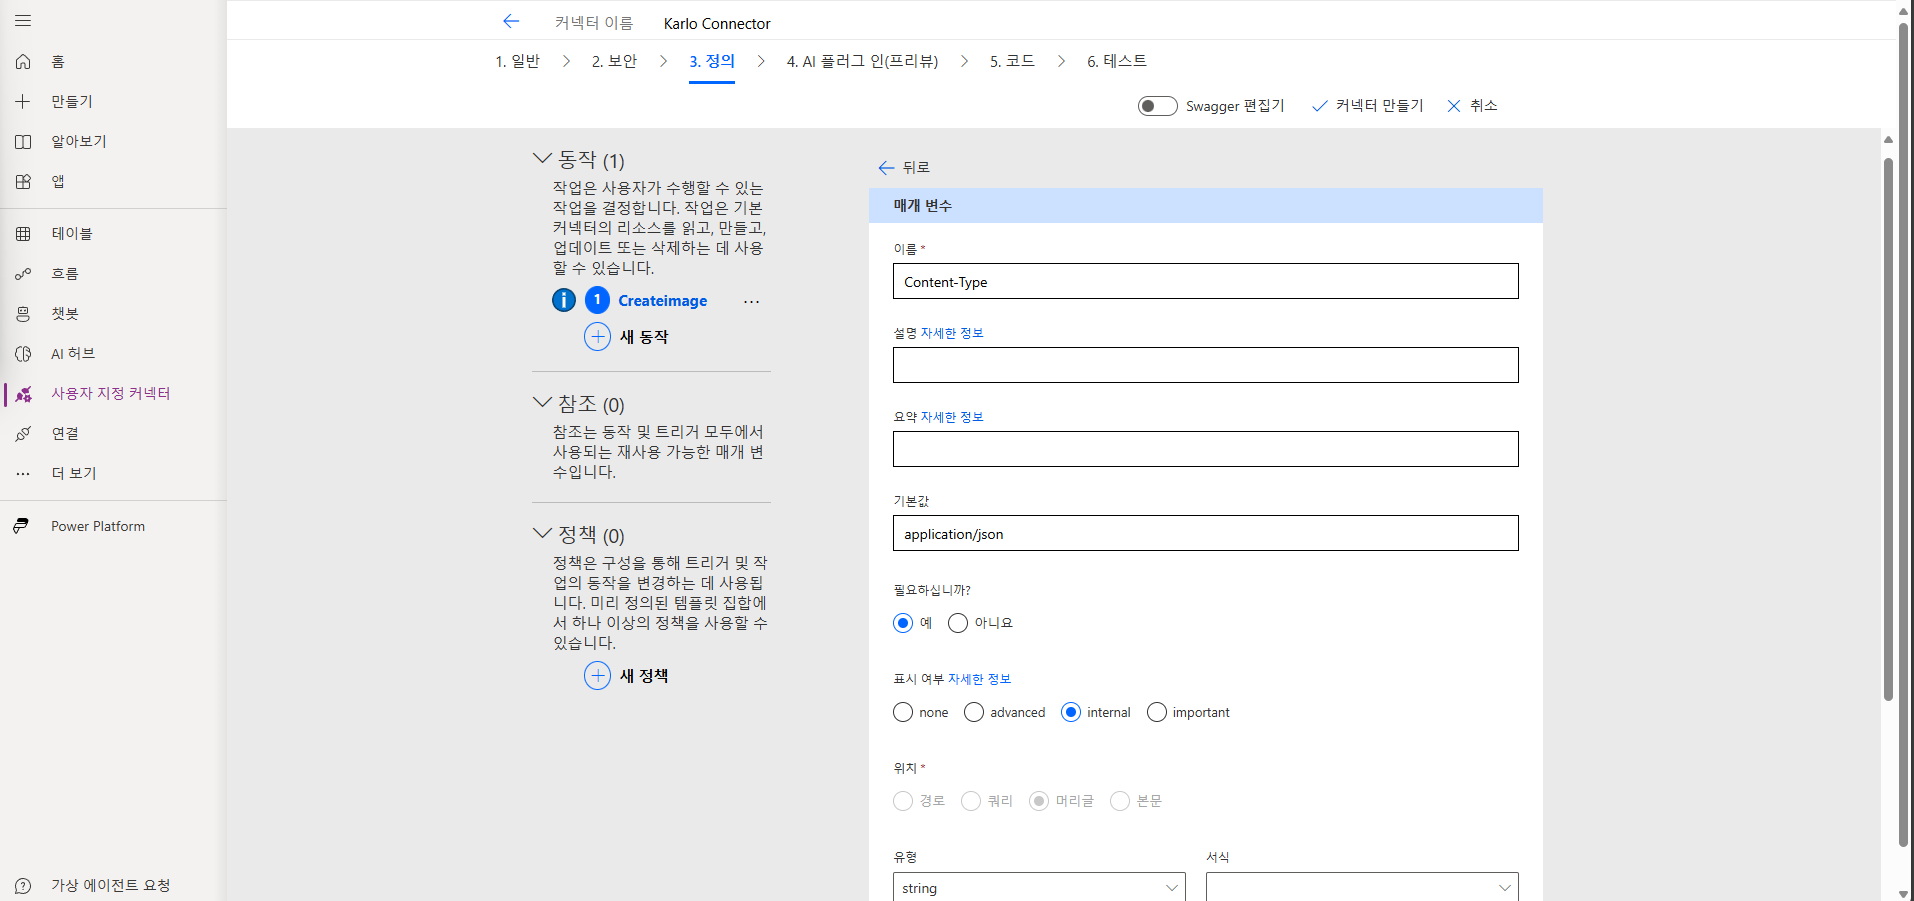 커넥터 이름 Karlo Connector
1. 일반 2. 보안 3. 정의 4. AI 플러그 인(프리뷰) 5. 코드 6. 테스트
Swagger 편집기 커넥터 만들기 취소
홈
만들기
알아보기
앱
테이블
흐름
챗봇
AI 허브
사용자 지정 커넥터
연결
더 보기
Power Platform
가상 에이전트 요청
동작 (1)
작업은 사용자가 수행할 수 있는
작업을 결정합니다. 작업은 기본
커넥터의 리소스를 읽고, 만들고,
업데이트 또는 삭제하는 데 사용
할 수 있습니다.
1 Createimage ...
새 동작
참조 (0)
참조는 동작 및 트리거 모두에서
사용되는 재사용 가능한 매개 변
수입니다.
정책 (0)
정책은 구성을 통해 트리거 및 작
업의 동작을 변경하는 데 사용됩
니다. 미리 정의된 템플릿 집합에
서 하나 이상의 정책을 사용할 수
있습니다.
새 정책
뒤로
매개 변수
이름 *
Content-Type
설명 자세한 정보
요약 자세한 정보
기본값
application/json
필요하십니까?
예 아니요
표시 여부 자세한 정보
none advanced internal important
위치 *
경로 쿼리 머리글 본문
유형 서식
string